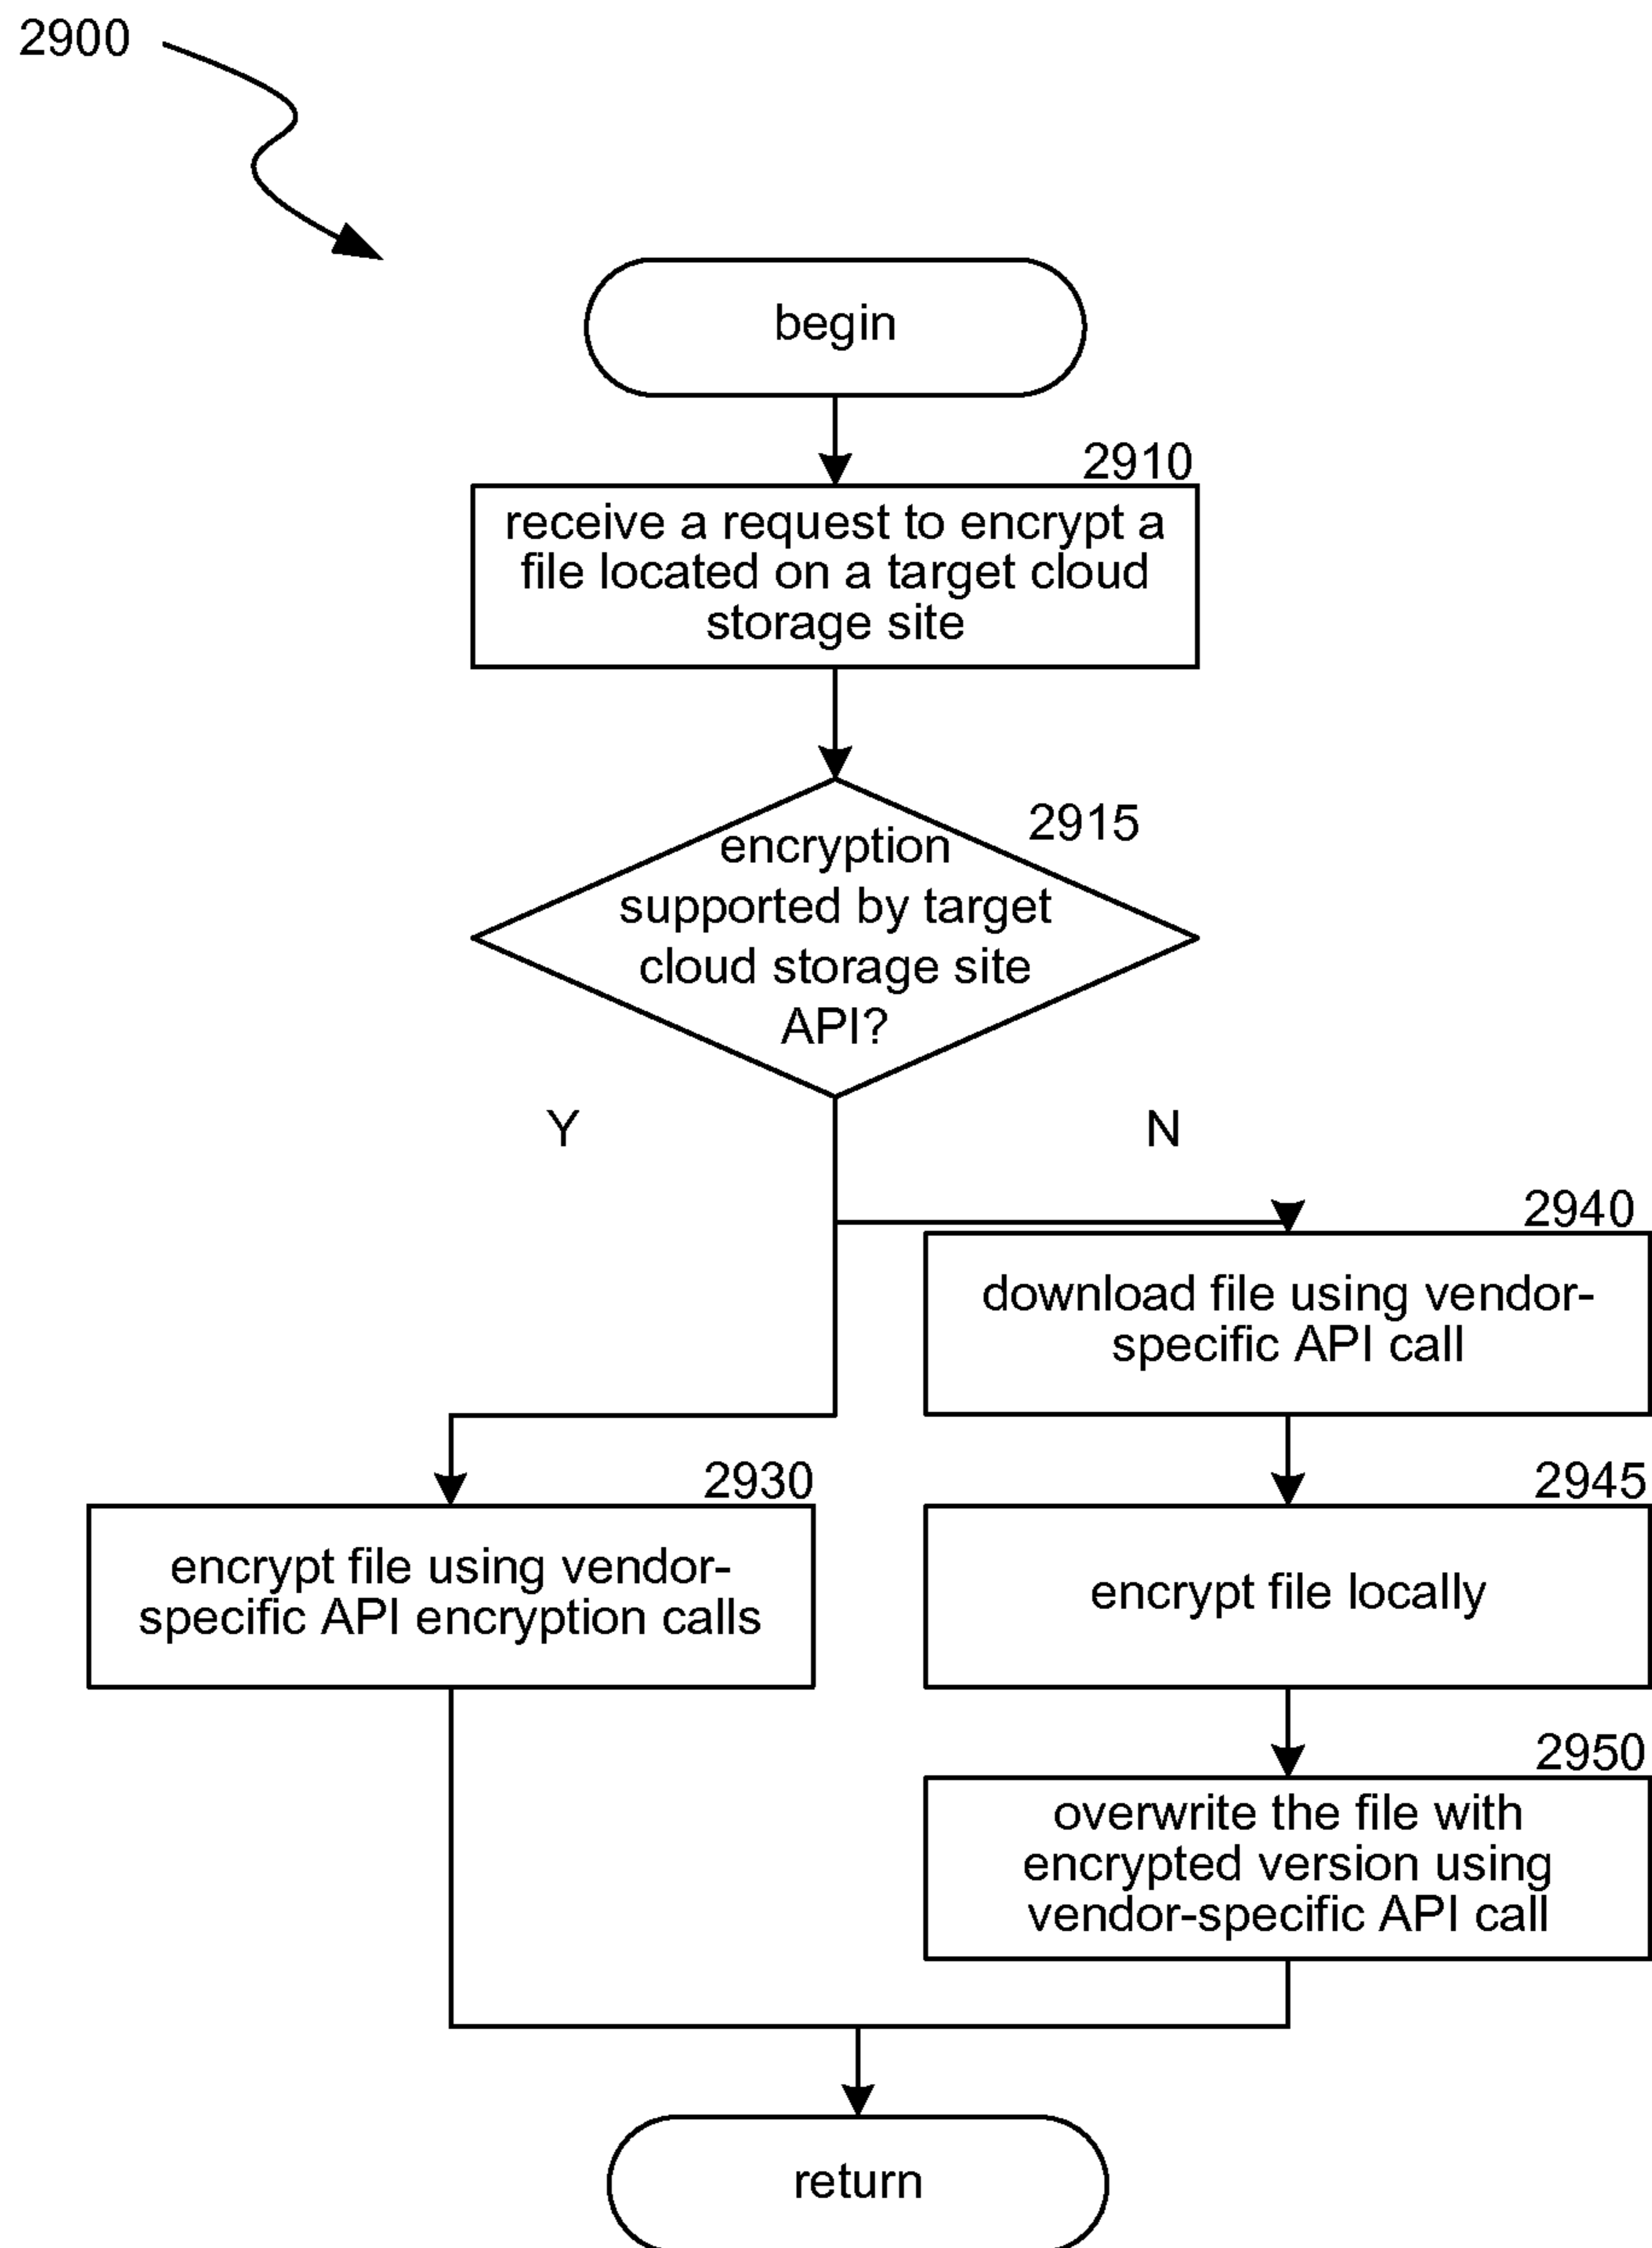 2900
begin
2910
receive a request to encrypt a
file located on a target cloud
storage site
2915
encryption
supported by target
cloud storage site
API?
Y
N
2940
download file using vendor-
specific API call
2930
encrypt file using vendor-
specific API encryption calls
2945
encrypt file locally
2950
overwrite the file with
encrypted version using
vendor-specific API call
return